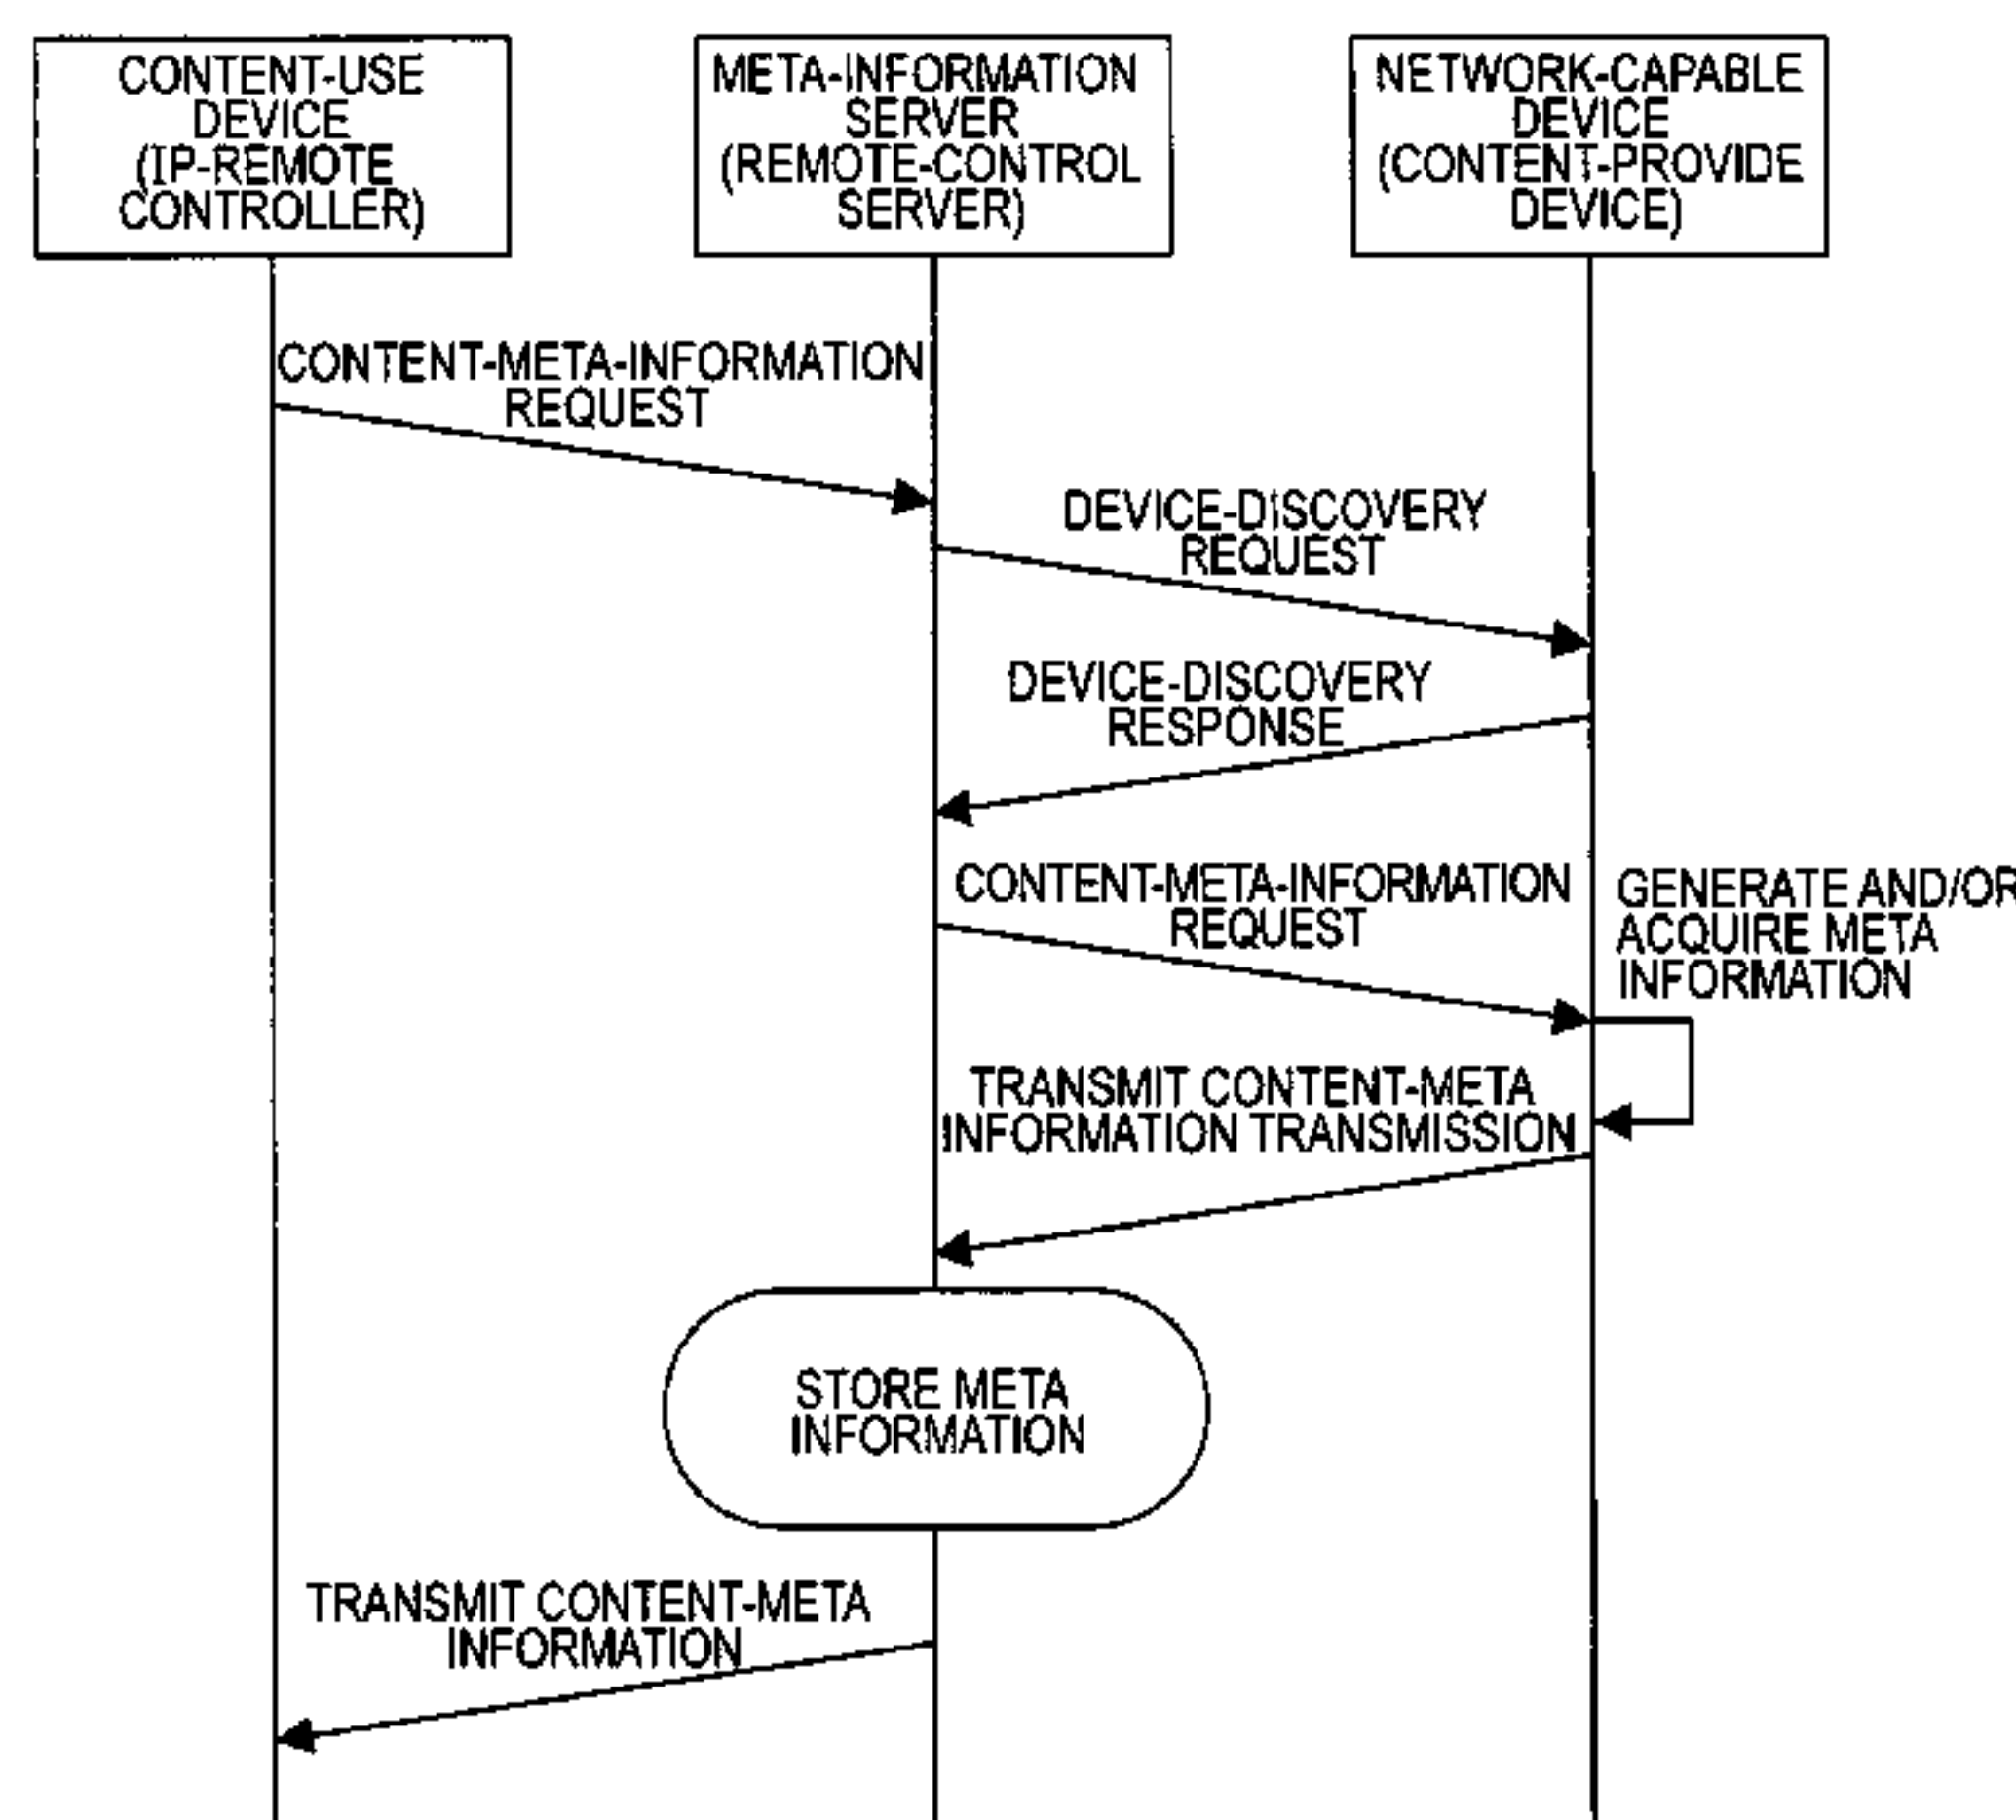 CONTENT-USE
DEVICE
(IP-REMOTE
CONTROLLER)
META-INFORMATION
SERVER
(REMOTE-CONTROL
SERVER)
NETWORK-CAPABLE
DEVICE
(CONTENT-PROVIDE
DEVICE)
CONTENT-META-INFORMATION
REQUEST
DEVICE-DISCOVERY
REQUEST
DEVICE-DISCOVERY
RESPONSE
CONTENT-META-INFORMATION
REQUEST
GENERATE AND/OR
ACQUIRE META
INFORMATION
TRANSMIT CONTENT-META
INFORMATION TRANSMISSION
STORE META
INFORMATION
TRANSMIT CONTENT-META
INFORMATION